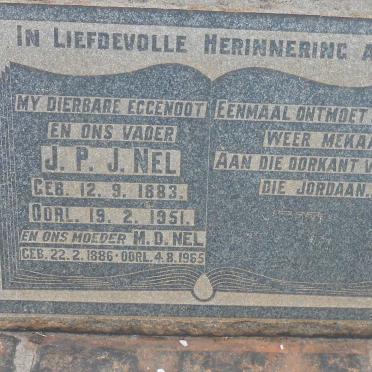 IN LIEFDEVOLLE HERINNERING A
MY DIERBARE EGGENOOT
EN ONS VADER
J. P. J. NEL
GEB. 12. 9. 1883.
OORL. 19. 2. 1951.
EN ONS MOEDER M. D. NEL
GEB. 22. 2. 1886 - OORL. 4. 8. 1965
EENMAAL ONTMOET
WEER MEKA
AAN DIE OORKANT V
DIE JORDAAN.